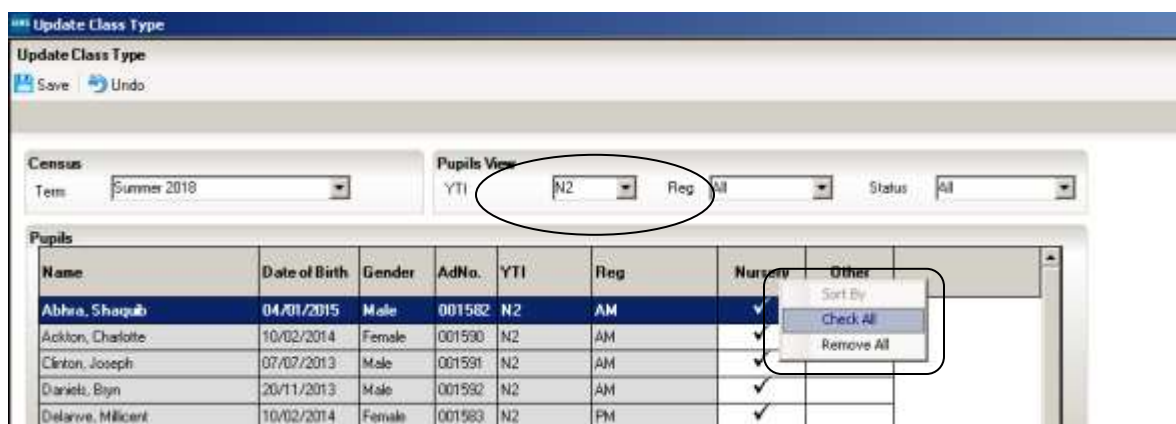 Update Class Type
Update Class Type
Save Undo
Census Pupils View
Term Summer 2018 YTI N2 Reg All Status All
Pupils
Name Date of Birth Gender AdNo. YTI Reg Nursery Other
Sort By
Abhra, Shaquib 04/01/2015 Male 001582 N2 AM
Check All
Ackton, Charlotte 10/02/2014 Female 001590 N2 AM
Remove All
Clinton, Joseph 07/07/2013 Male 001591 N2 AM
Daniels, Bryn 20/11/2013 Male 001592 N2 AM
Millicent 10/02/2014 Female 001583 N2 PM